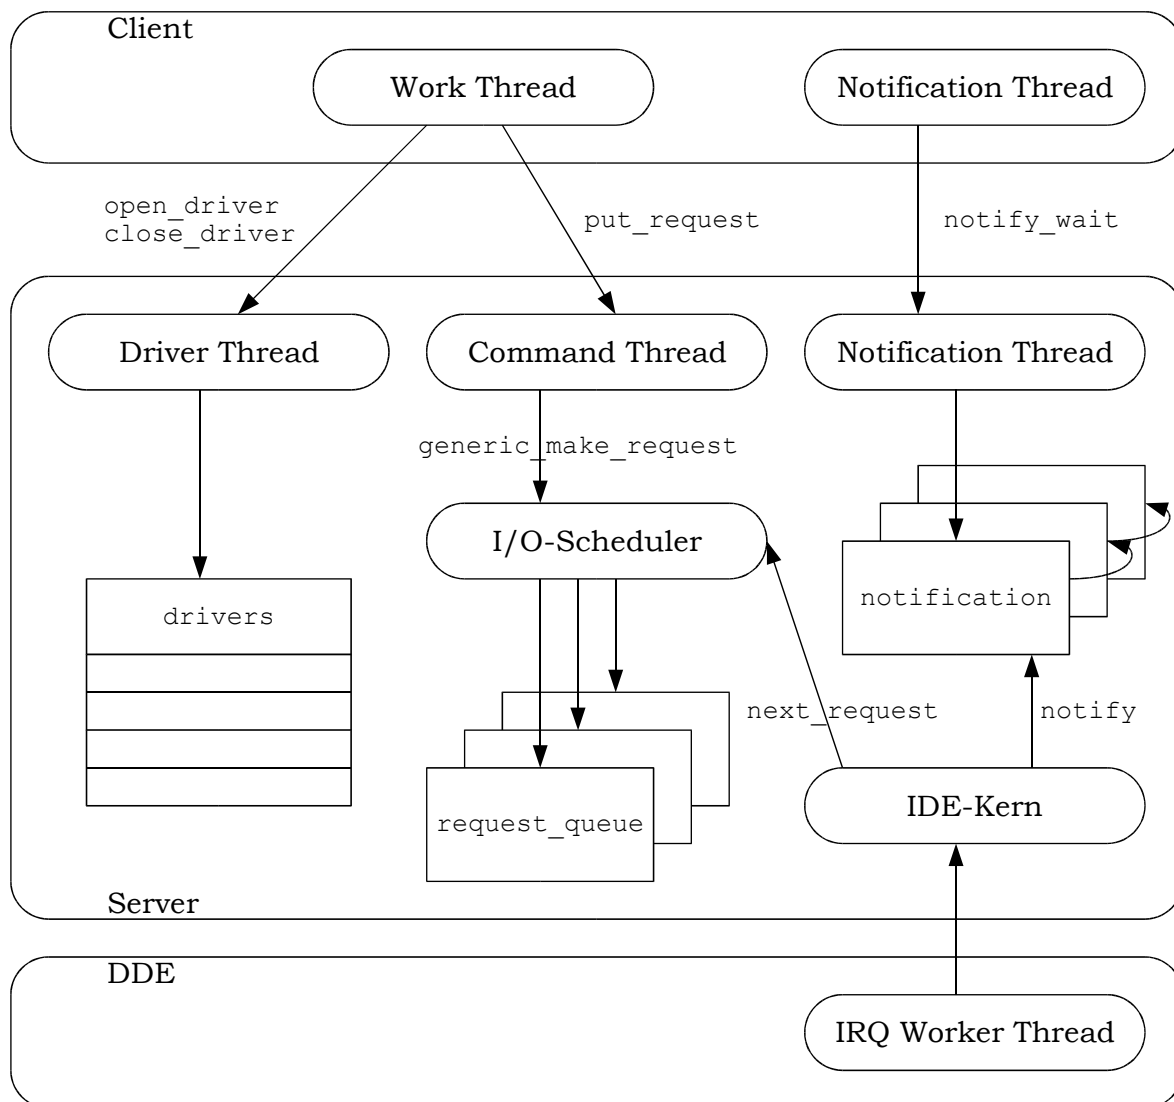 Client
Work Thread
Notification Thread
open_driver
close_driver
put_request
notify_wait
Driver Thread
Command Thread
Notification Thread
generic_make_request
I/O-Scheduler
drivers
notification
next_request
notify
request_queue
IDE-Kern
Server
DDE
IRQ Worker Thread